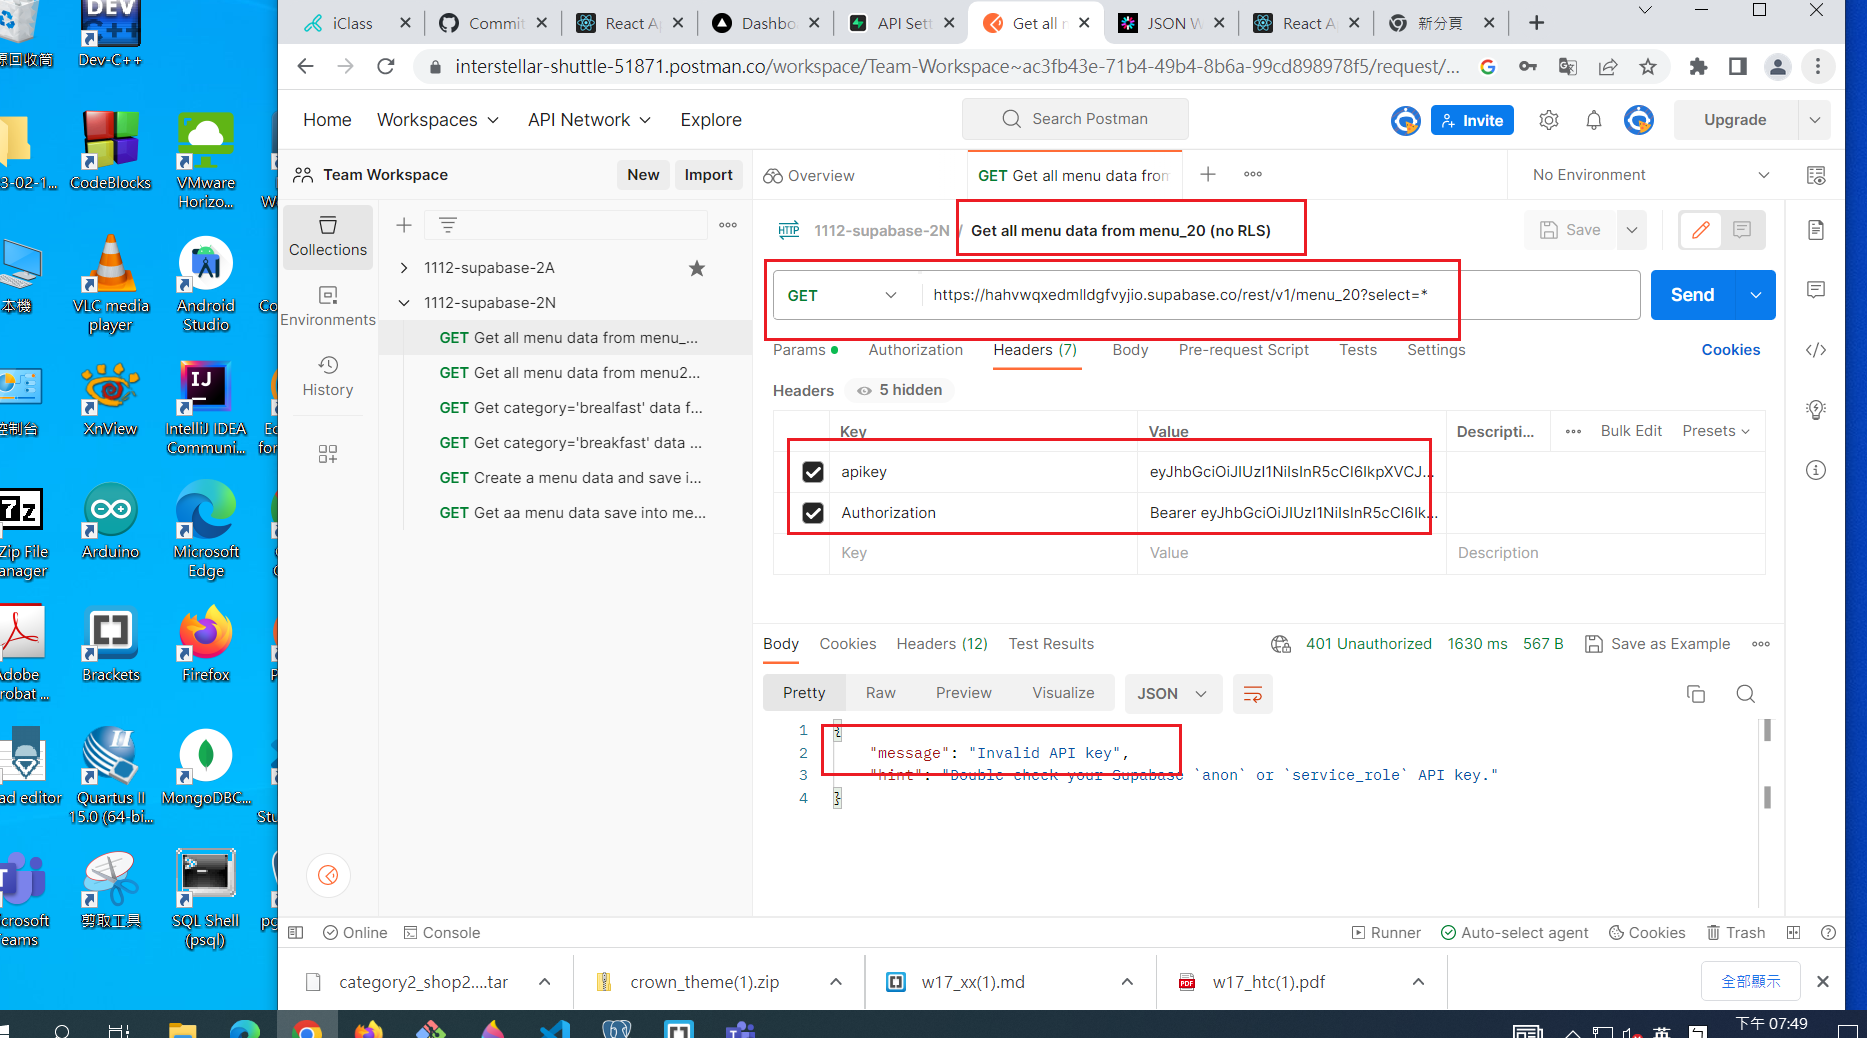 iClass
Commit
React Ap
Dashbo
API Sett
Get all r
JSON W
React A
新分頁
interstellar-shuttle-51871.postman.co/workspace/Team-Workspace~ac3fb43e-71b4-49b4-8b6a-99cd898978f5/request/...
Home
Workspaces
API Network
Explore
Search Postman
Invite
Upgrade
Team Workspace
New
Import
Overview
GET Get all menu data from
No Environment
Collections
Environments
History
1112-supabase-2A
1112-supabase-2N
GET Get all menu data from menu_...
GET Get all menu data from menu2...
GET Get category='brealfast' data f...
GET Get category='breakfast' data ...
GET Create a menu data and save i...
GET Get aa menu data save into me...
HTTP
1112-supabase-2N / Get all menu data from menu_20 (no RLS)
Save
GET
https://hahvwqxedmlldgfvyjio.supabase.co/rest/v1/menu_20?select=*
Send
Params
Authorization
Headers (7)
Body
Pre-request Script
Tests
Settings
Cookies
Headers
5 hidden
Key
Value
Descripti...
Bulk Edit
Presets
apikey
eyJhbGciOiJIUzI1NiIsInR5cCI6IkpXVCJ...
Authorization
Bearer eyJhbGciOiJIUzI1NiIsInR5cCI6Ik...
Key
Value
Description
Body
Cookies
Headers (12)
Test Results
401 Unauthorized
1630 ms
567 B
Save as Example
Pretty
Raw
Preview
Visualize
JSON
1 {
2 "message": "Invalid API key",
3 "hint": "Double check your Supabase `anon` or `service_role` API key."
4 }
Online
Console
Runner
Auto-select agent
Cookies
Trash
category2_shop2....tar
crown_theme(1).zip
w17_xx(1).md
w17_htc(1).pdf
全部顯示
DEV
C++
原回收筒
Dev-C++
3-02-1...
CodeBlocks
VMware
Horizo...
本機
VLC media
player
Android
Studio
控制台
XnView
IntelliJ IDEA
Communi...
7z
Zip File
anager
Arduino
Microsoft
Edge
Adobe
robat ...
Brackets
Firefox
ad editor
Quartus II
15.0 (64-bi...
MongoDBC...
crosoft
eams
剪取工具
SQL Shell
(psql)
英
下午 07:49